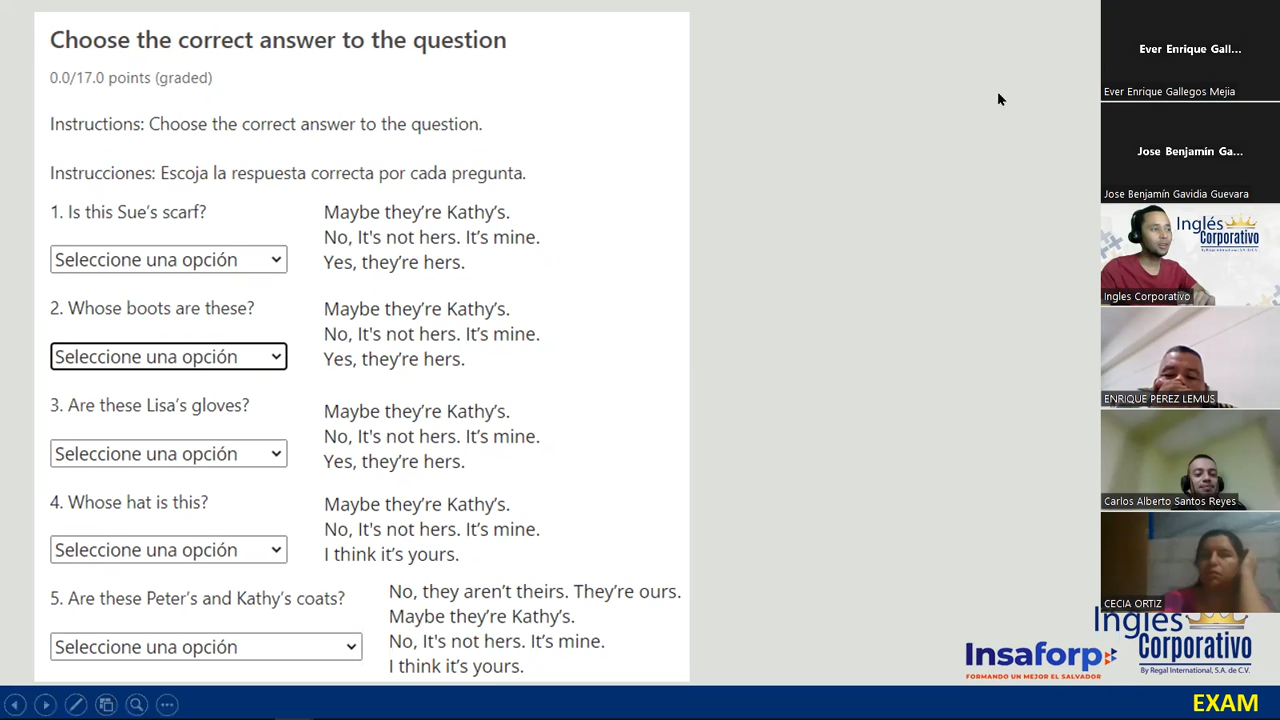 Choose the correct answer to the question
0.0/17.0 points (graded)
Instructions: Choose the correct answer to the question.
Instrucciones: Escoja la respuesta correcta por cada pregunta.
1. Is this Sue's scarf?
Seleccione una opción
Maybe they're Kathy's.
No, It's not hers. It's mine.
Yes, they're hers.
2. Whose boots are these?
Seleccione una opción
Maybe they're Kathy's.
No, It's not hers. It's mine.
Yes, they're hers.
3. Are these Lisa's gloves?
Seleccione una opción
Maybe they're Kathy's.
No, It's not hers. It's mine.
Yes, they're hers.
4. Whose hat is this?
Seleccione una opción
Maybe they're Kathy's.
No, It's not hers. It's mine.
I think it's yours.
5. Are these Peter's and Kathy's coats?
Seleccione una opción
No, they aren't theirs. They're ours.
Maybe they're Kathy's.
No, It's not hers. It's mine.
I think it's yours.
Ever Enrique Gall...
Ever Enrique Gallegos Mejia
Jose Benjamín Ga...
Jose Benjamín Gavidia Guevara
Inglés
Corporativo
By Regal International, S.A. de C.V.
Ingles Corporativo
ENRIQUE PEREZ LEMUS
Carlos Alberto Santos Reyes
CECIA ORTIZ
Insaforp
FORMANDO UN MEJOR EL SALVADOR
Inglés
Corporativo
By Regal International, S.A. de C.V.
EXAM